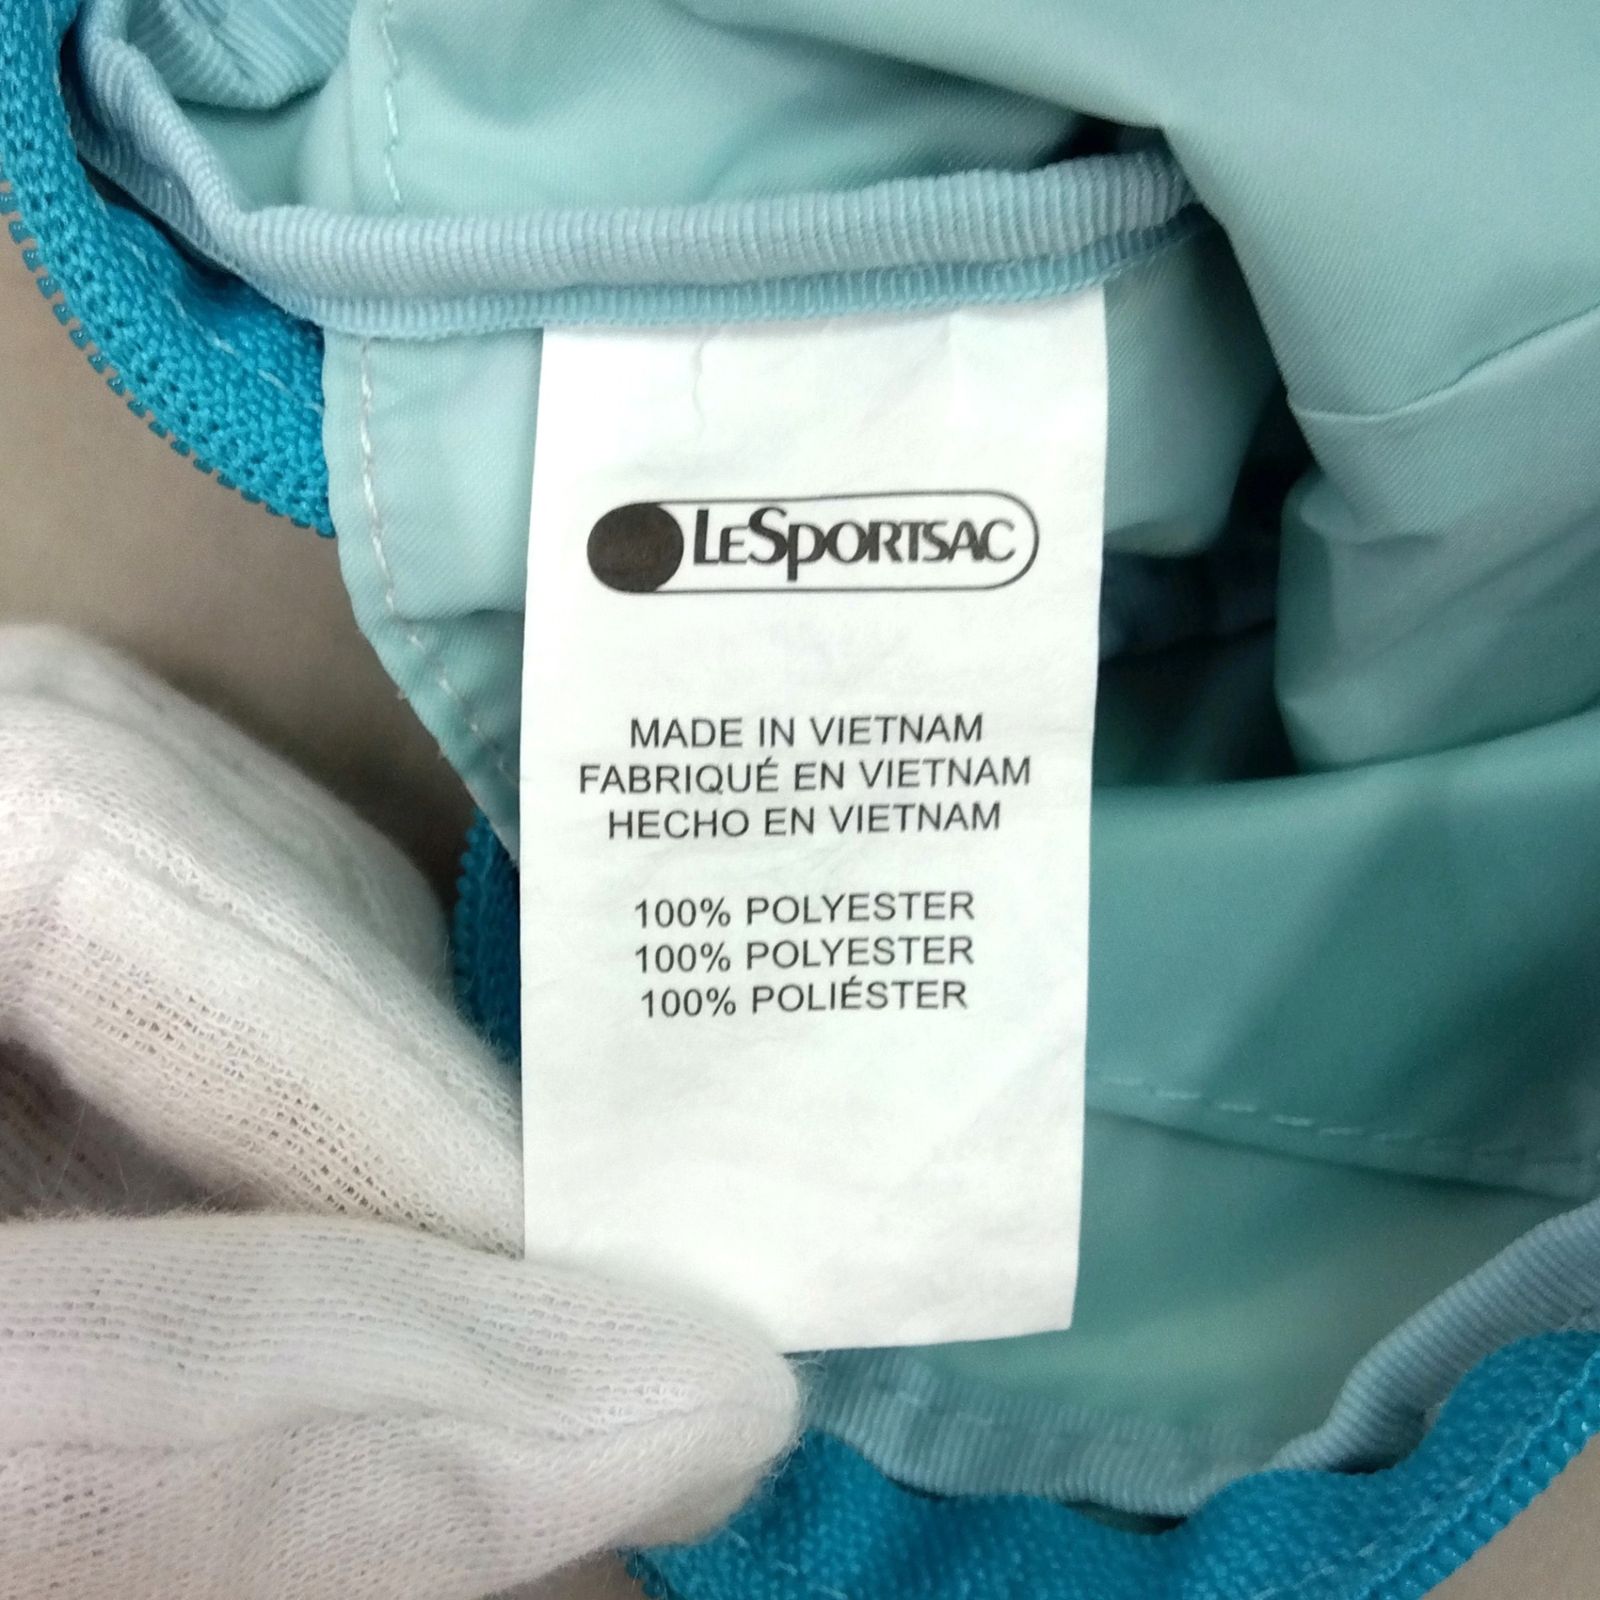 LESPORTSAC
MADE IN VIETNAM
FABRIQUÉ EN VIETNAM
HECHO EN VIETNAM
100% POLYESTER
100% POLYESTER
100% POLIÉSTER